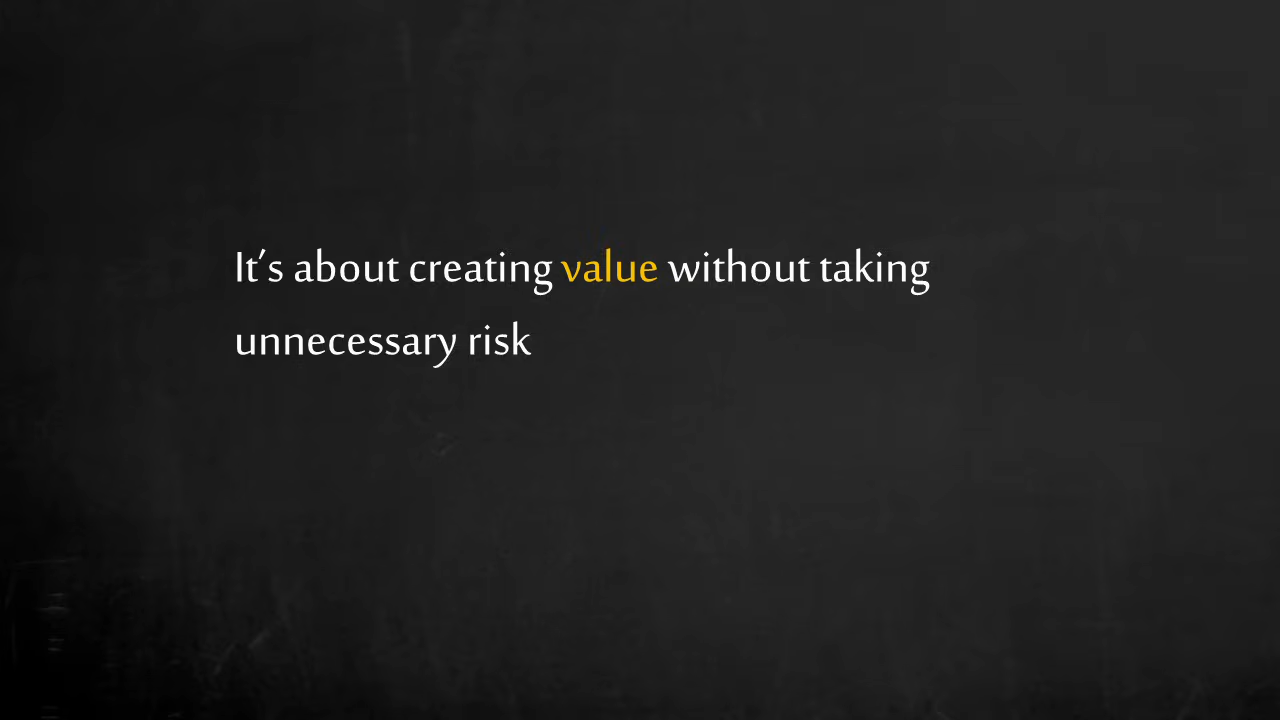 It’s about creating value without taking
unnecessary risk